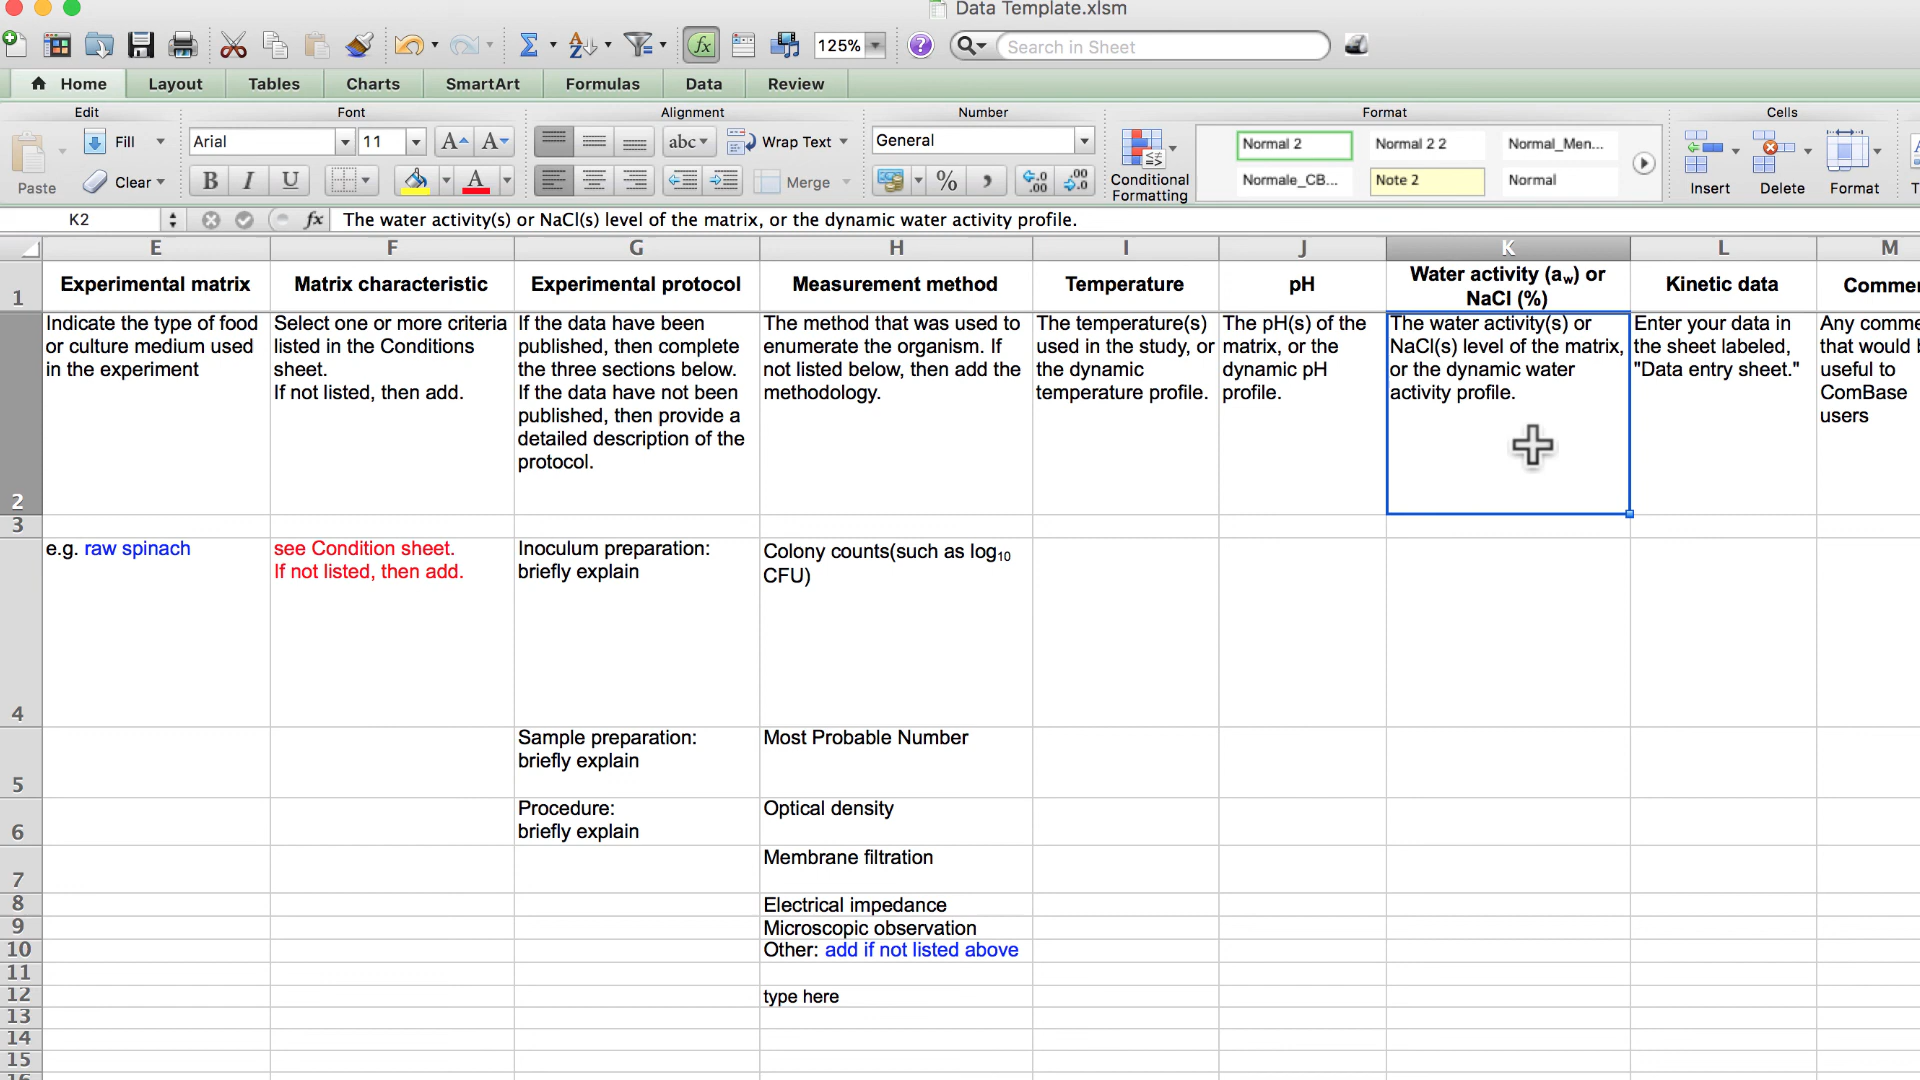 Data Template.xlsm
125%
Search in Sheet
Home Layout Tables Charts SmartArt Formulas Data Review
Edit Font Alignment Number Format Cells
Fill Arial 11 A A abc Wrap Text General Normal 2 Normal 2 2 Normal_Men...
Paste Clear B I U A Merge % , .0 .00 .00 .0 Conditional Formatting Normale_CB... Note 2 Normal Insert Delete Format
K2 fx The water activity(s) or NaCl(s) level of the matrix, or the dynamic water activity profile.
E F G H I J K L M
1 Experimental matrix Matrix characteristic Experimental protocol Measurement method Temperature pH Water activity (aw) or NaCl (%) Kinetic data Comme
2
Indicate the type of food
or culture medium used
in the experiment
Select one or more criteria
listed in the Conditions
sheet.
If not listed, then add.
If the data have been
published, then complete
the three sections below.
If the data have not been
published, then provide a
detailed description of the
protocol.
The method that was used to
enumerate the organism. If
not listed below, then add the
methodology.
The temperature(s)
used in the study, or
the dynamic
temperature profile.
The pH(s) of the
matrix, or the
dynamic pH
profile.
The water activity(s) or
NaCl(s) level of the matrix,
or the dynamic water
activity profile.
Enter your data in
the sheet labeled,
"Data entry sheet."
Any comme
that would b
useful to
ComBase
users
3
4
e.g. raw spinach
see Condition sheet.
If not listed, then add.
Inoculum preparation:
briefly explain
Colony counts(such as log10
CFU)
5
Sample preparation:
briefly explain
Most Probable Number
6
Procedure:
briefly explain
Optical density
7
Membrane filtration
8 Electrical impedance
9 Microscopic observation
10 Other: add if not listed above
11
12 type here
13
14
15
16